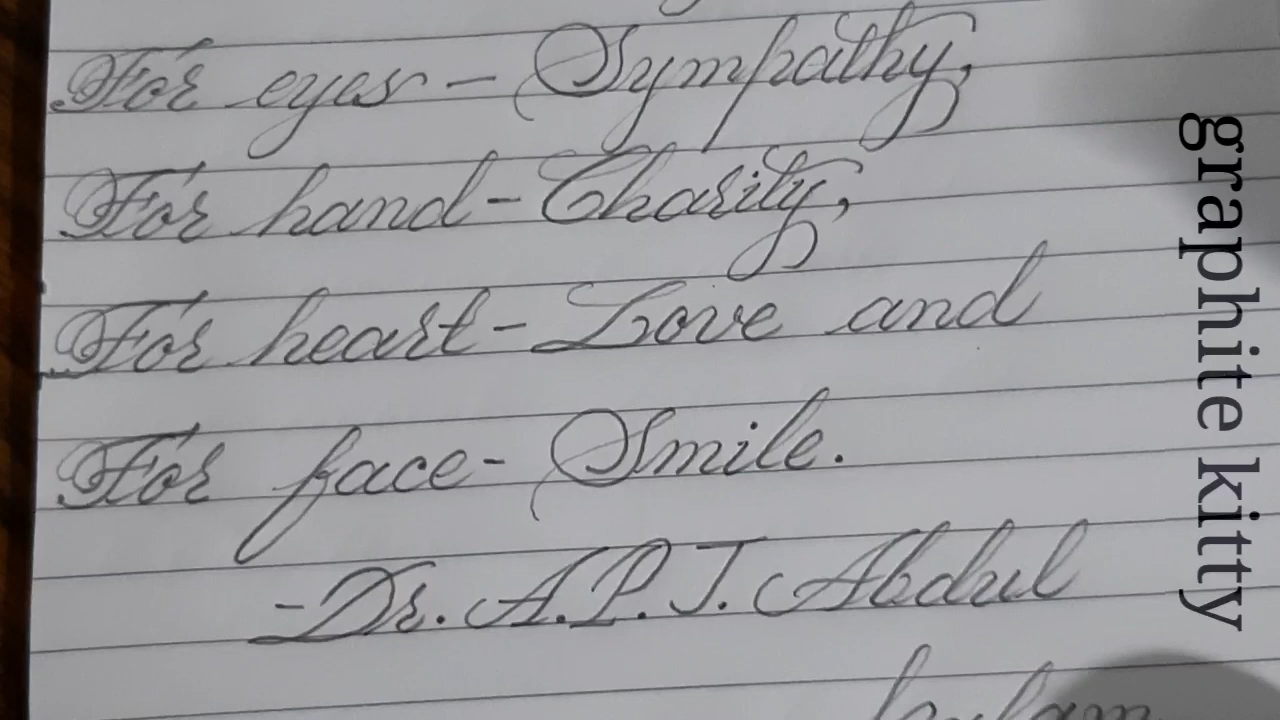 For eyes - Sympathy,
For hand - Charity,
For heart - Love and
For face - Smile.
- Dr. A.P.J. Abdul
graphite kitty